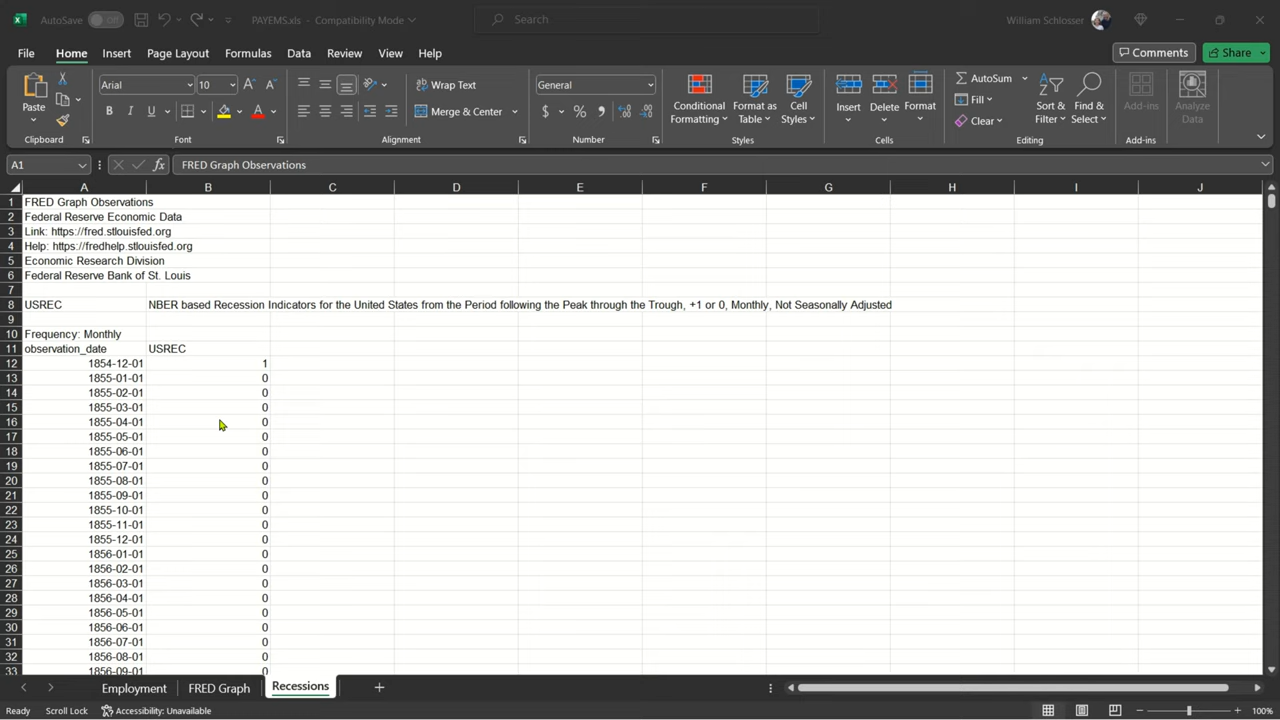 AutoSave Off PAYEMS.xls - Compatibility Mode Search William Schlosser
File Home Insert Page Layout Formulas Data Review View Help Comments Share
Paste
Clipboard
Arial 10
B I U A
Font
Wrap Text
Merge & Center
Alignment
General
$ % ,
Number
Conditional Formatting
Format as Table
Cell Styles
Styles
Insert
Delete
Format
Cells
AutoSum
Fill
Clear
Sort & Filter
Find & Select
Editing
Add-ins
Add-ins
Analyze Data
A1 fx FRED Graph Observations
A B C D E F G H I J
1 FRED Graph Observations
2 Federal Reserve Economic Data
3 Link: https://fred.stlouisfed.org
4 Help: https://fredhelp.stlouisfed.org
5 Economic Research Division
6 Federal Reserve Bank of St. Louis
7
8 USREC NBER based Recession Indicators for the United States from the Period following the Peak through the Trough, +1 or 0, Monthly, Not Seasonally Adjusted
9
10 Frequency: Monthly
11 observation_date USREC
12 1854-12-01 1
13 1855-01-01 0
14 1855-02-01 0
15 1855-03-01 0
16 1855-04-01 0
17 1855-05-01 0
18 1855-06-01 0
19 1855-07-01 0
20 1855-08-01 0
21 1855-09-01 0
22 1855-10-01 0
23 1855-11-01 0
24 1855-12-01 0
25 1856-01-01 0
26 1856-02-01 0
27 1856-03-01 0
28 1856-04-01 0
29 1856-05-01 0
30 1856-06-01 0
31 1856-07-01 0
32 1856-08-01 0
33 1856-09-01 0
Employment FRED Graph Recessions +
Ready Scroll Lock Accessibility: Unavailable 100%